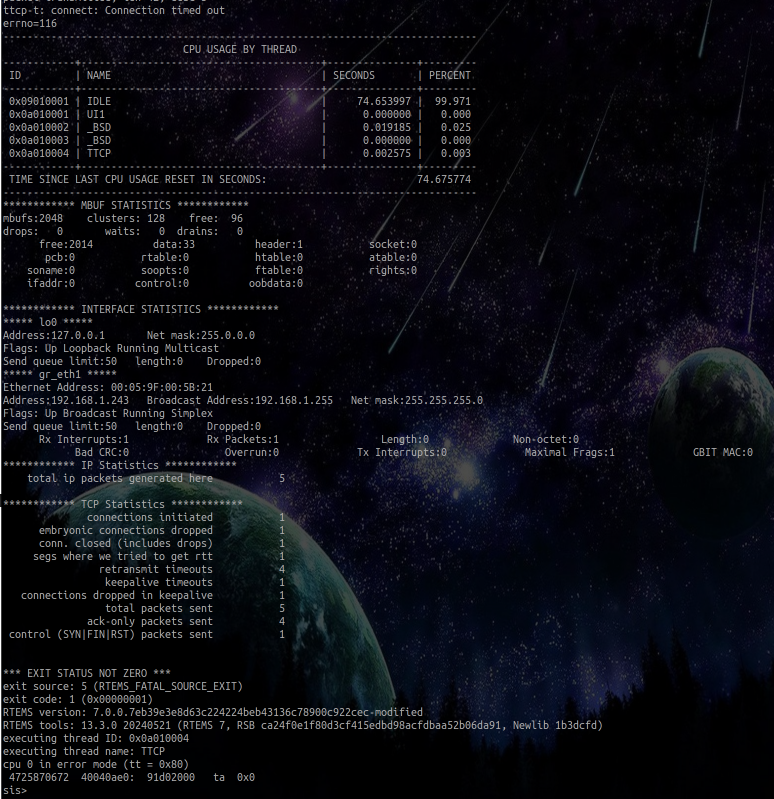 ttcp-t: connect: Connection timed out
errno=116
-------------------------------------------------------------------------------
                              CPU USAGE BY THREAD
------------+----------------------------------------+---------------+---------
 ID         | NAME                                   | SECONDS       | PERCENT
------------+----------------------------------------+---------------+---------
 0x09010001 | IDLE                                   |     74.653997 |  99.971
 0x0a010001 | UI1                                    |      0.000000 |   0.000
 0x0a010002 | _BSD                                   |      0.019185 |   0.025
 0x0a010003 | _BSD                                   |      0.000000 |   0.000
 0x0a010004 | TTCP                                   |      0.002575 |   0.003
------------+----------------------------------------+---------------+---------
 TIME SINCE LAST CPU USAGE RESET IN SECONDS:                         74.675774
-------------------------------------------------------------------------------
************ MBUF STATISTICS ************
mbufs:2048    clusters: 128    free:  96
drops:   0       waits:   0  drains:   0
      free:2014          data:33          header:1           socket:0
       pcb:0           rtable:0           htable:0           atable:0
    soname:0           soopts:0           ftable:0           rights:0
    ifaddr:0          control:0          oobdata:0

************ INTERFACE STATISTICS ************
***** lo0 *****
Address:127.0.0.1       Net mask:255.0.0.0
Flags: Up Loopback Running Multicast
Send queue limit:50   length:0    Dropped:0
***** gr_eth1 *****
Ethernet Address: 00:05:9F:00:5B:21
Address:192.168.1.243   Broadcast Address:192.168.1.255   Net mask:255.255.255.0
Flags: Up Broadcast Running Simplex
Send queue limit:50   length:0    Dropped:0
      Rx Interrupts:1             Rx Packets:1                 Length:0              Non-octet:0
            Bad CRC:0                Overrun:0             Tx Interrupts:0             Maximal Frags:1             GBIT MAC:0
************ IP Statistics ************
    total ip packets generated here           5

************ TCP Statistics ************
              connections initiated           1
      embryonic connections dropped           1
     conn. closed (includes drops)            1
      segs where we tried to get rtt          1
                retransmit timeouts           4
                 keepalive timeouts           1
   connections dropped in keepalive           1
                 total packets sent           5
              ack-only packets sent           4
 control (SYN|FIN|RST) packets sent           1


*** EXIT STATUS NOT ZERO ***
exit source: 5 (RTEMS_FATAL_SOURCE_EXIT)
exit code: 1 (0x00000001)
RTEMS version: 7.0.0.7eb39e3e8d63c224224beb43136c78900c922cec-modified
RTEMS tools: 13.3.0 20240521 (RTEMS 7, RSB ca24f0e1f80d3cf415edbd98acfdbaa52b06da91, Newlib 1b3dcfd)
executing thread ID: 0x0a010004
executing thread name: TTCP
cpu 0 in error mode (tt = 0x80)
 4725870672  40040ae0:  91d02000   ta  0x0
sis>